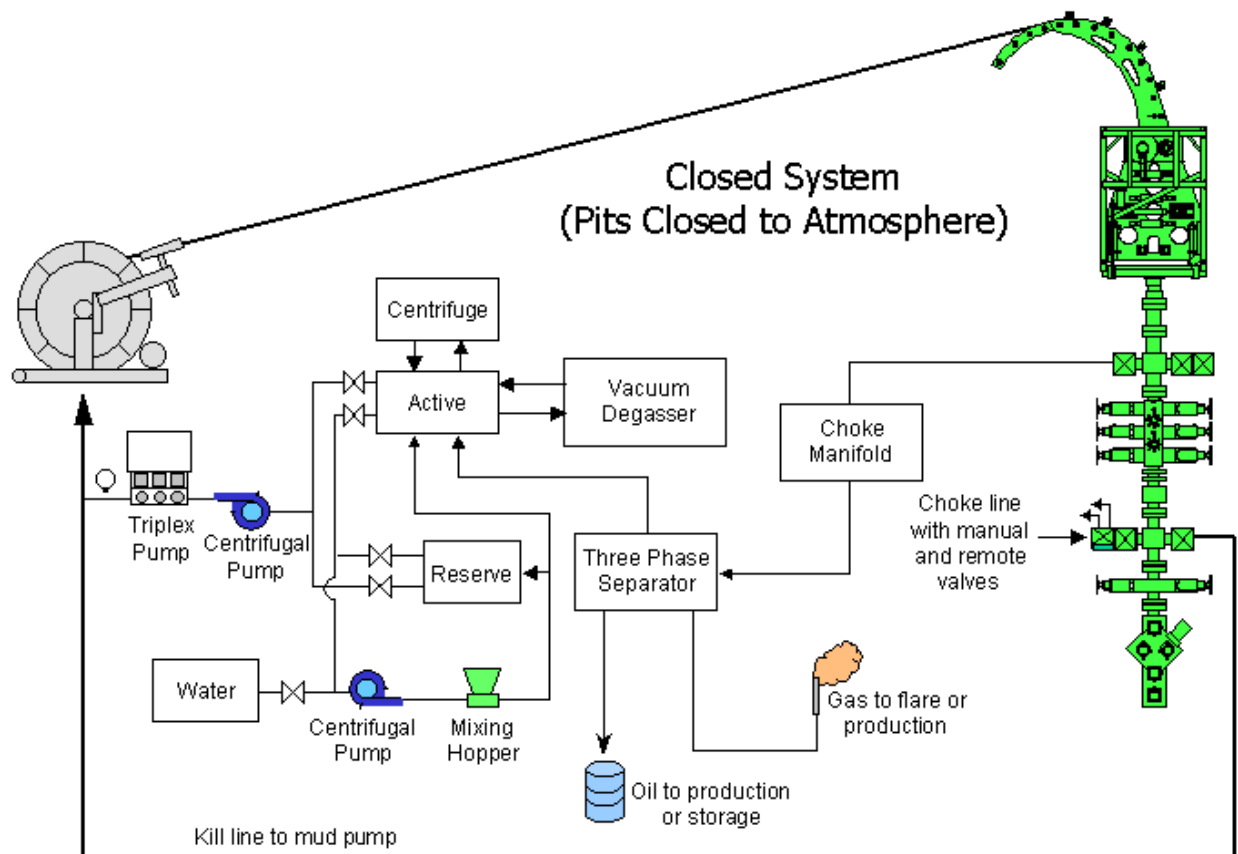 Closed System
(Pits Closed to Atmosphere)
Centrifuge
Active
Vacuum
Degasser
Choke
Manifold
Triplex
Pump
Centrifugal
Pump
Reserve
Three Phase
Separator
Choke line
with manual
and remote
valves
Water
Centrifugal
Pump
Mixing
Hopper
Gas to flare or
production
Oil to production
or storage
Kill line to mud pump